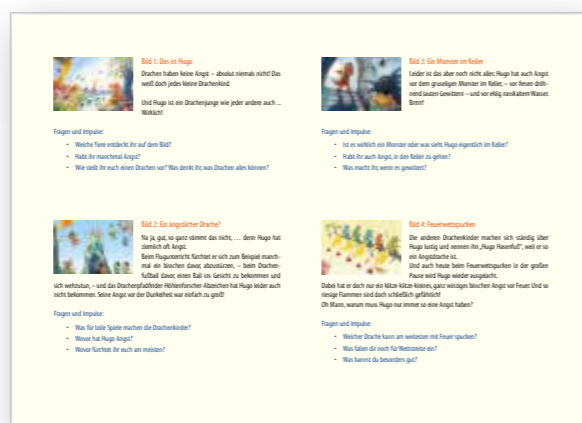 Bild 1: Das ist Hugo
Drachen haben keine Angst – absolut niemals nicht! Das
weiß doch jedes kleine Drachenkind.
Und Hugo ist ein Drachenjunge wie jeder andere auch ...
Wirklich!
Fragen und Impulse:
- Welche Tiere entdeckt ihr auf dem Bild?
- Habt ihr manchmal Angst?
- Wie stellt ihr euch einen Drachen vor? Was denkt ihr, was Drachen alles können?
Bild 2: Ein ängstlicher Drache?
Na ja, gut, so ganz stimmt das nicht, … denn Hugo hat
ziemlich oft Angst.
Beim Flugunterricht fürchtet er sich zum Beispiel manch-
mal ein bisschen davor, abzustürzen, – beim Drachen-
fußball davor, einen Ball ins Gesicht zu bekommen und
sich wehzutun, – und das Drachenpfadfinder-Höhlenforscher-Abzeichen hat Hugo leider auch
nicht bekommen. Seine Angst vor der Dunkelheit war einfach zu groß!
Fragen und Impulse:
- Was für tolle Spiele machen die Drachenkinder?
- Wovor hat Hugo Angst?
- Wovor fürchtet ihr euch am meisten?
Bild 3: Ein Monster im Keller
Leider ist das aber noch nicht alles: Hugo hat auch Angst
vor dem gruseligen Monster im Keller, – vor fiesen dröh-
nend lauten Gewittern – und vor eklig nasskaltem Wasser.
Brrrr!
Fragen und Impulse:
- Ist es wirklich ein Monster oder was sieht Hugo eigentlich im Keller?
- Habt ihr auch Angst, in den Keller zu gehen?
- Was macht ihr, wenn es gewittert?
Bild 4: Feuerwettspucken
Die anderen Drachenkinder machen sich ständig über
Hugo lustig und nennen ihn „Hugo Hasenfuß“, weil er so
ein Angstdrache ist.
Und auch heute beim Feuerwettspucken in der großen
Pause wird Hugo wieder ausgelacht.
Dabei hat er doch nur ein klitze-klitze-kleines, ganz winziges bisschen Angst vor Feuer. Und so
riesige Flammen sind doch schließlich gefährlich!
Oh Mann, warum muss Hugo nur immer so eine Angst haben?
Fragen und Impulse:
- Welcher Drache kann am weitesten mit Feuer spucken?
- Was fallen dir noch für Wettstreite ein?
- Was kannst du besonders gut?